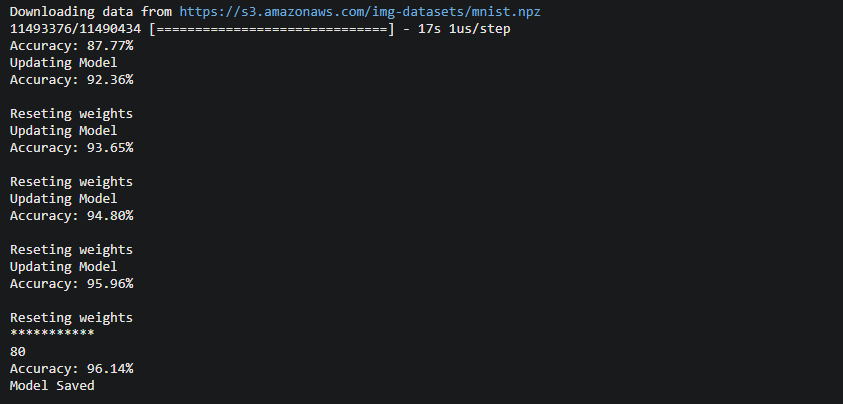 Downloading data from https://s3.amazonaws.com/img-datasets/mnist.npz
11493376/11490434 [==============================] - 17s 1us/step
Accuracy: 87.77%
Updating Model
Accuracy: 92.36%
Reseting weights
Updating Model
Accuracy: 93.65%
Reseting weights
Updating Model
Accuracy: 94.80%
Reseting weights
Updating Model
Accuracy: 95.96%
Reseting weights
***********
80
Accuracy: 96.14%
Model Saved